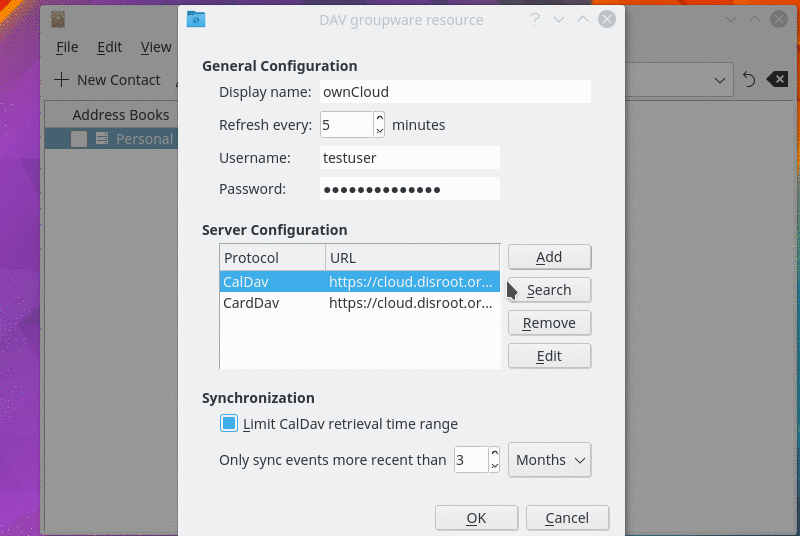 DAV groupware resource
File Edit View
New Contact
Address Books
Personal
General Configuration
Display name: ownCloud
Refresh every: 5 minutes
Username: testuser
Password: ●●●●●●●●●●●●●●
Server Configuration
Protocol URL
CalDav https://cloud.disroot.or...
CardDav https://cloud.disroot.or...
Add
Search
Remove
Edit
Synchronization
Limit CalDav retrieval time range
Only sync events more recent than 3 Months
OK Cancel